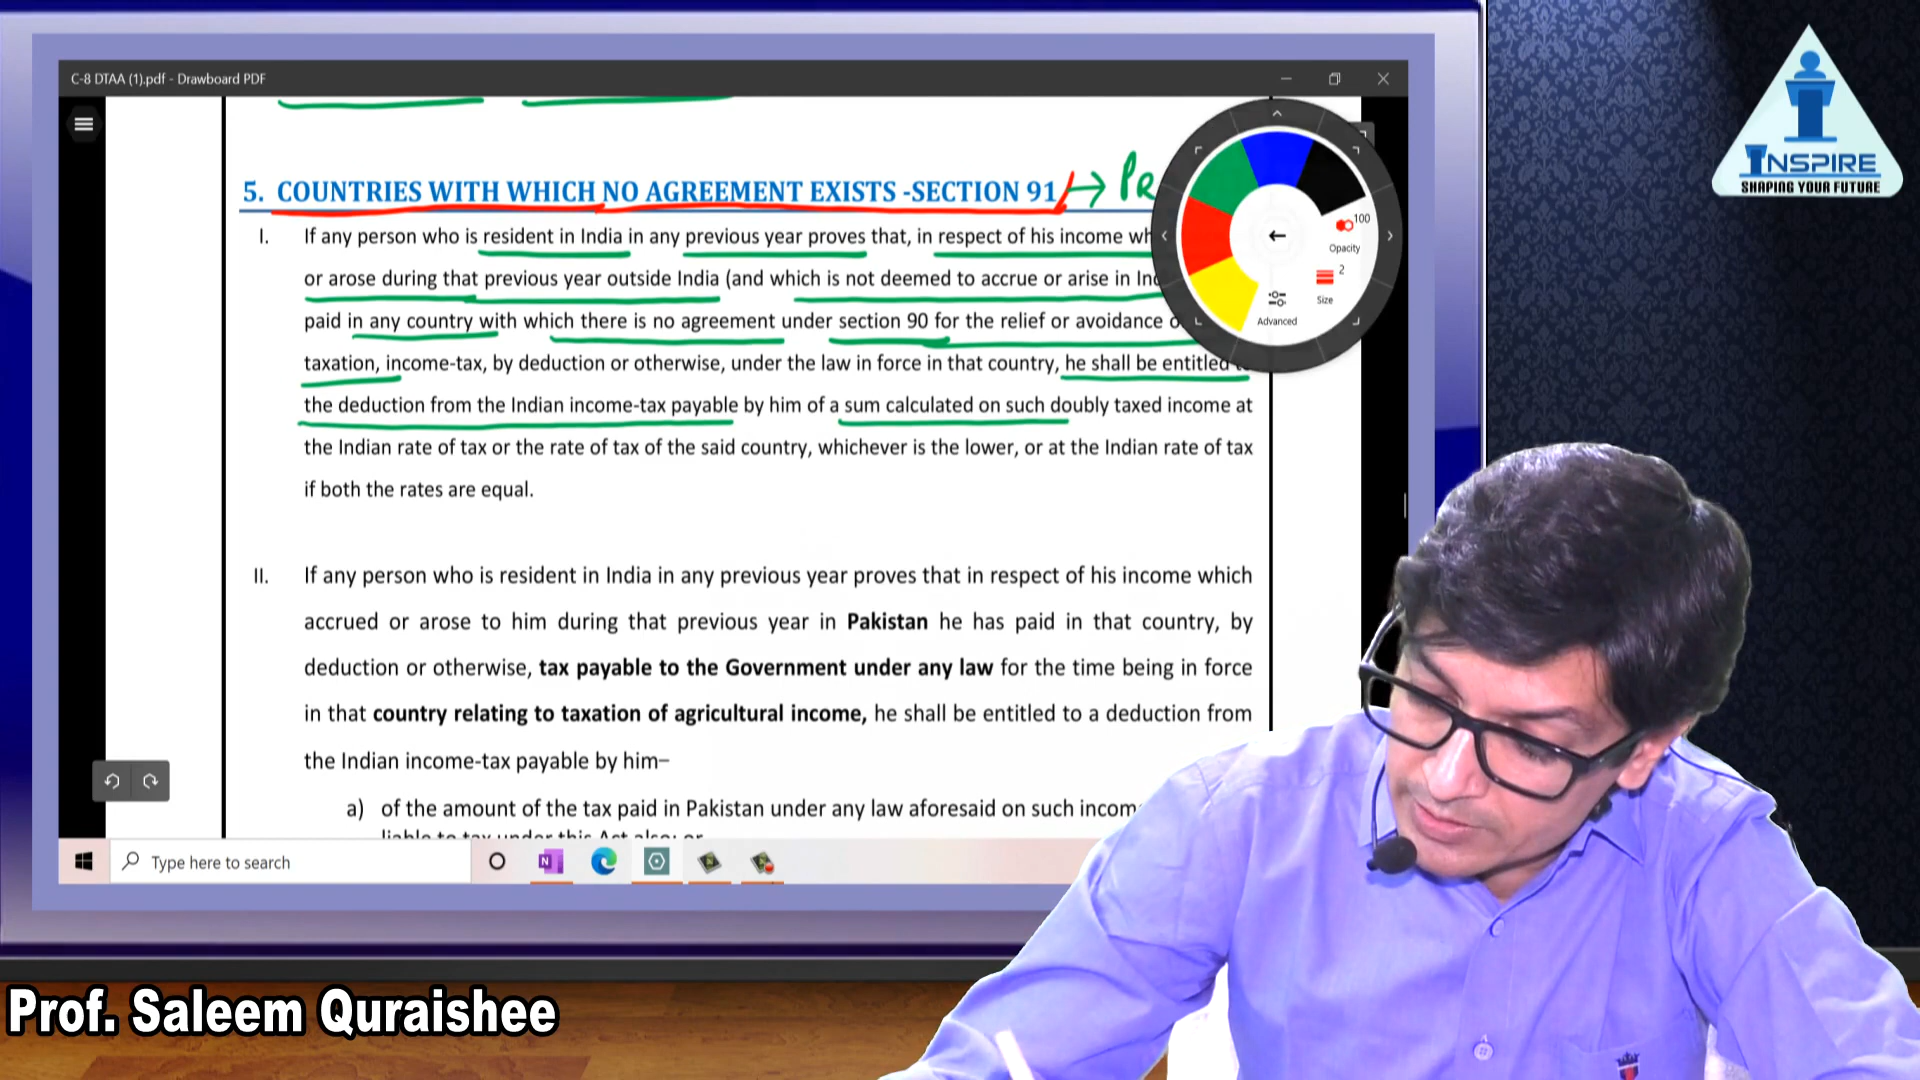 C-8 DTAA (1).pdf - Drawboard PDF
5. COUNTRIES WITH WHICH NO AGREEMENT EXISTS -SECTION 91
I. If any person who is resident in India in any previous year proves that, in respect of his income
or arose during that previous year outside India (and which is not deemed to accrue or arise in
paid in any country with which there is no agreement under section 90 for the relief or avoidance
taxation, income-tax, by deduction or otherwise, under the law in force in that country, he shall be entitled
the deduction from the Indian income-tax payable by him of a sum calculated on such doubly taxed income at
the Indian rate of tax or the rate of tax of the said country, whichever is the lower, or at the Indian rate of tax
if both the rates are equal.
II. If any person who is resident in India in any previous year proves that in respect of his income which
accrued or arose to him during that previous year in Pakistan he has paid in that country, by
deduction or otherwise, tax payable to the Government under any law for the time being in force
in that country relating to taxation of agricultural income, he shall be entitled to a deduction from
the Indian income-tax payable by him–
a) of the amount of the tax paid in Pakistan under any law aforesaid on such
liable to tax under this Act also; or
100
Opacity
2
Size
Advanced
Type here to search
INSPIRE
SHAPING YOUR FUTURE
Prof. Saleem Quraishee